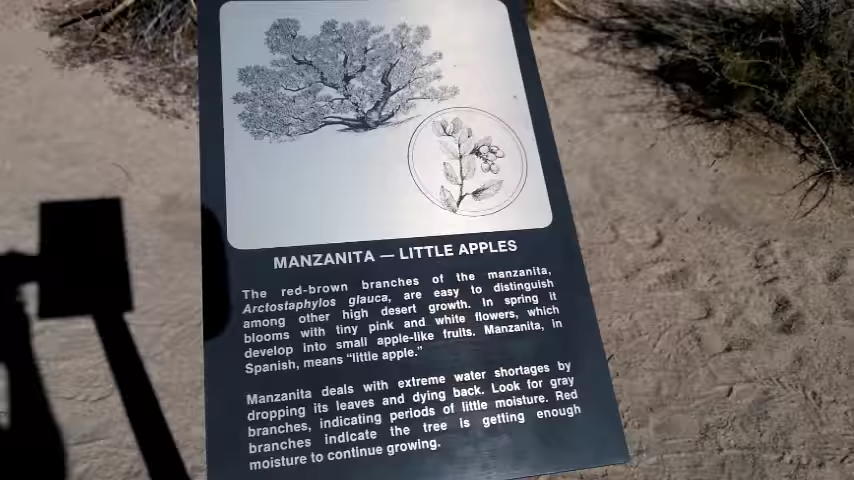 MANZANITA — LITTLE APPLES
The red-brown branches of the manzanita,
Arctostaphylos glauca, are easy to distinguish
among other high desert growth. In spring it
blooms with tiny pink and white flowers, which
develop into small apple-like fruits. Manzanita, in
Spanish, means “little apple.”
Manzanita deals with extreme water shortages by
dropping its leaves and dying back. Look for gray
branches, indicating periods of little moisture. Red
branches indicate the tree is getting enough
moisture to continue growing.